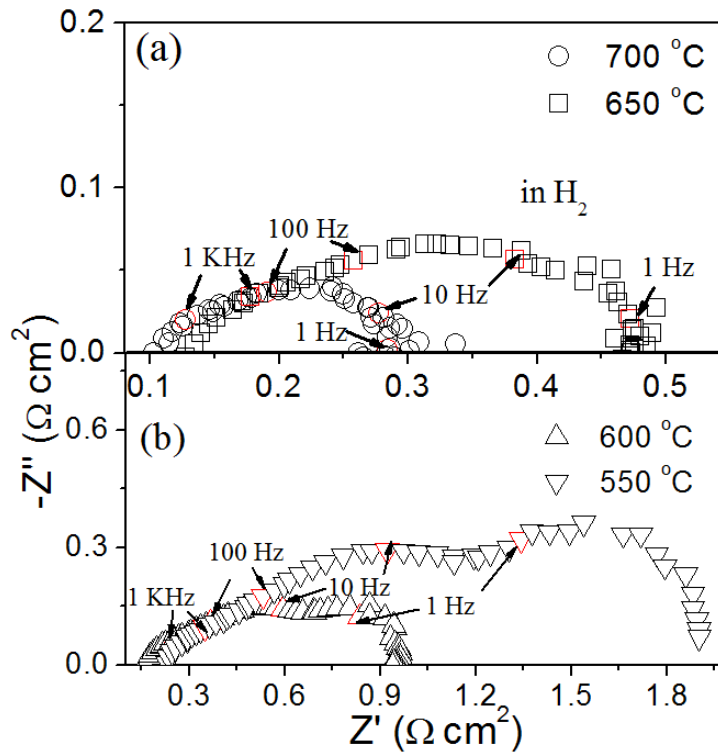 (a)
700 °C
650 °C
in H2
1 KHz
100 Hz
10 Hz
1 Hz
1 Hz
0.2
0.1
0.0
0.1 0.2 0.3 0.4 0.5
(b)
600 °C
550 °C
100 Hz
1 KHz
10 Hz
1 Hz
0.6
0.3
0.0
0.3 0.6 0.9 1.2 1.5 1.8
-Z'' (Ω cm2)
Z' (Ω cm2)